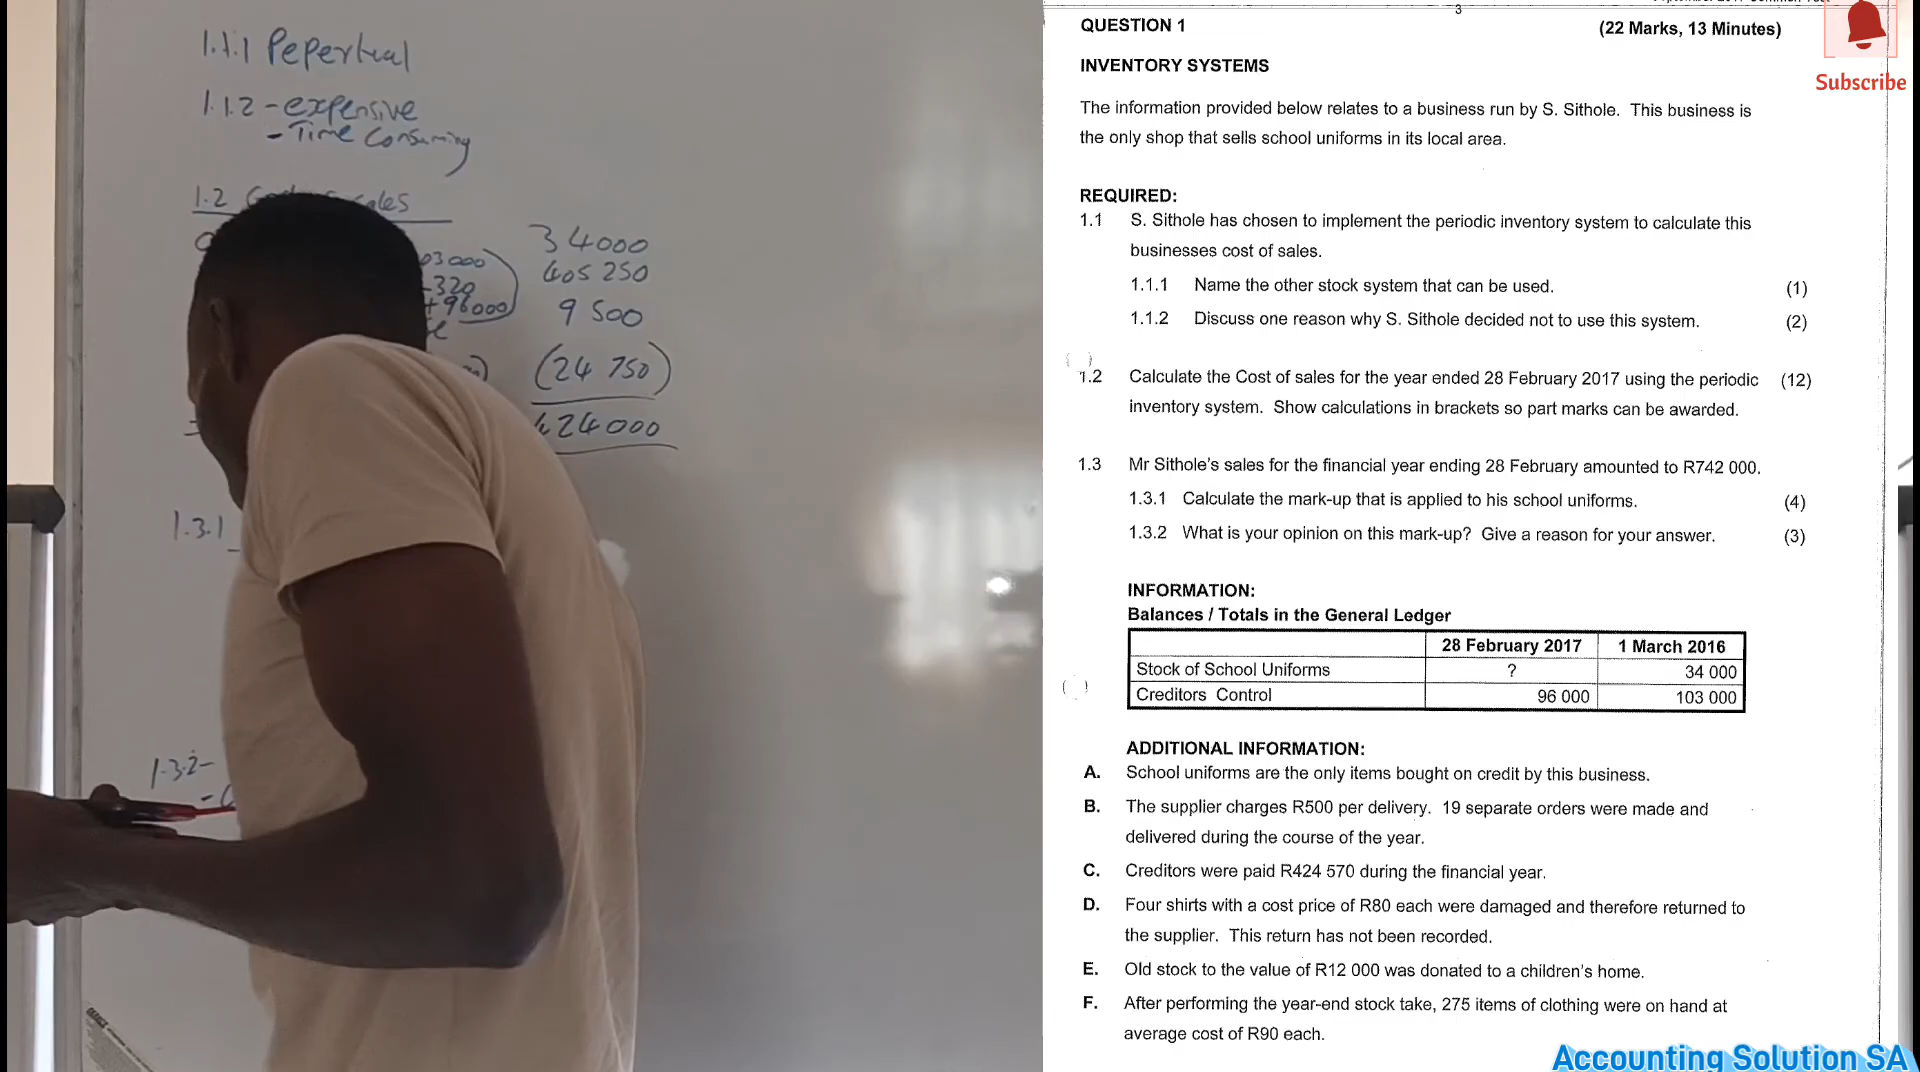 1.1.1 Pepertual
1.1.2 - expensive
- Time Consuming
1.2 ales
03 000
-320
+96000
34000
405 250
9 500
(24 750)
424000
1.3.1
1.3.2-
3
QUESTION 1
(22 Marks, 13 Minutes)
INVENTORY SYSTEMS
The information provided below relates to a business run by S. Sithole. This business is
the only shop that sells school uniforms in its local area.
REQUIRED:
1.1 S. Sithole has chosen to implement the periodic inventory system to calculate this
businesses cost of sales.
1.1.1 Name the other stock system that can be used. (1)
1.1.2 Discuss one reason why S. Sithole decided not to use this system. (2)
1.2 Calculate the Cost of sales for the year ended 28 February 2017 using the periodic (12)
inventory system. Show calculations in brackets so part marks can be awarded.
1.3 Mr Sithole's sales for the financial year ending 28 February amounted to R742 000.
1.3.1 Calculate the mark-up that is applied to his school uniforms. (4)
1.3.2 What is your opinion on this mark-up? Give a reason for your answer. (3)
INFORMATION:
Balances / Totals in the General Ledger
28 February 2017 1 March 2016
Stock of School Uniforms ? 34 000
Creditors Control 96 000 103 000
ADDITIONAL INFORMATION:
A. School uniforms are the only items bought on credit by this business.
B. The supplier charges R500 per delivery. 19 separate orders were made and
delivered during the course of the year.
C. Creditors were paid R424 570 during the financial year.
D. Four shirts with a cost price of R80 each were damaged and therefore returned to
the supplier. This return has not been recorded.
E. Old stock to the value of R12 000 was donated to a children's home.
F. After performing the year-end stock take, 275 items of clothing were on hand at
average cost of R90 each.
Subscribe
Accounting Solution SA